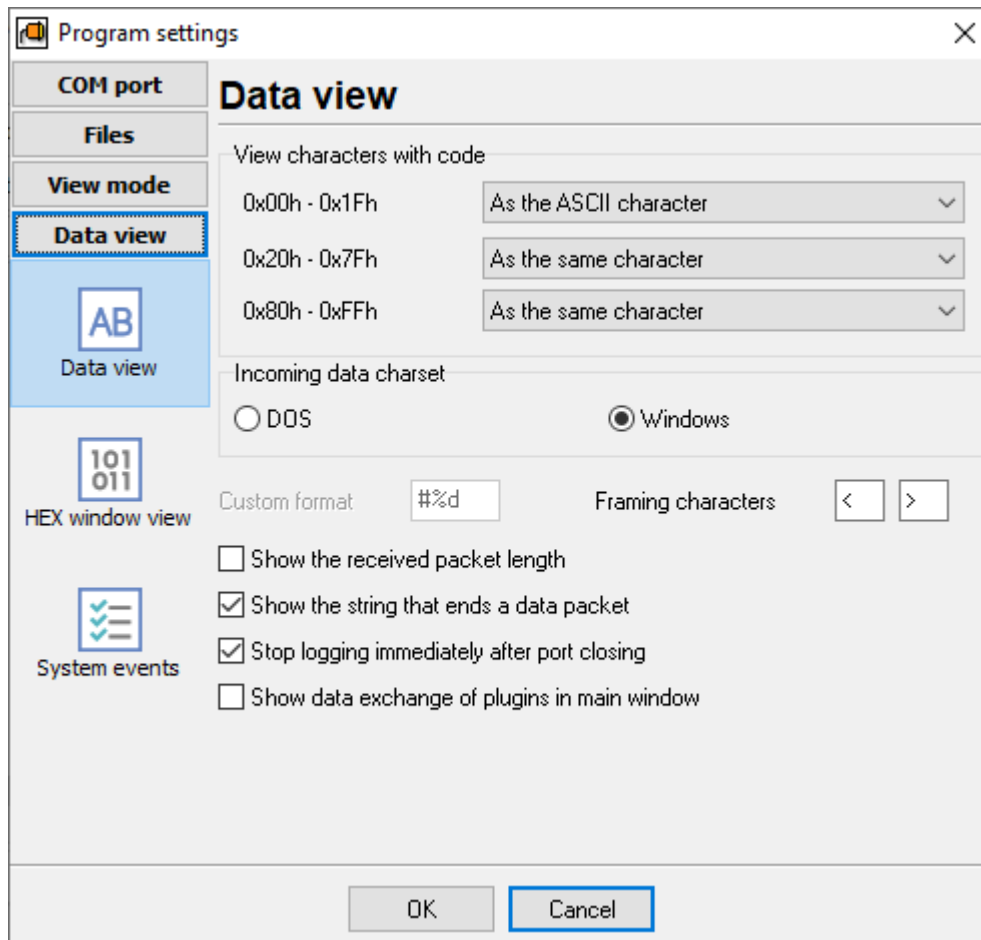 Program settings
COM port
Files
View mode
Data view
AB
Data view
101
011
HEX window view
System events
Data view
View characters with code
0x00h - 0x1Fh As the ASCII character
0x20h - 0x7Fh As the same character
0x80h - 0xFFh As the same character
Incoming data charset
DOS Windows
Custom format #%d Framing characters < >
Show the received packet length
Show the string that ends a data packet
Stop logging immediately after port closing
Show data exchange of plugins in main window
OK Cancel